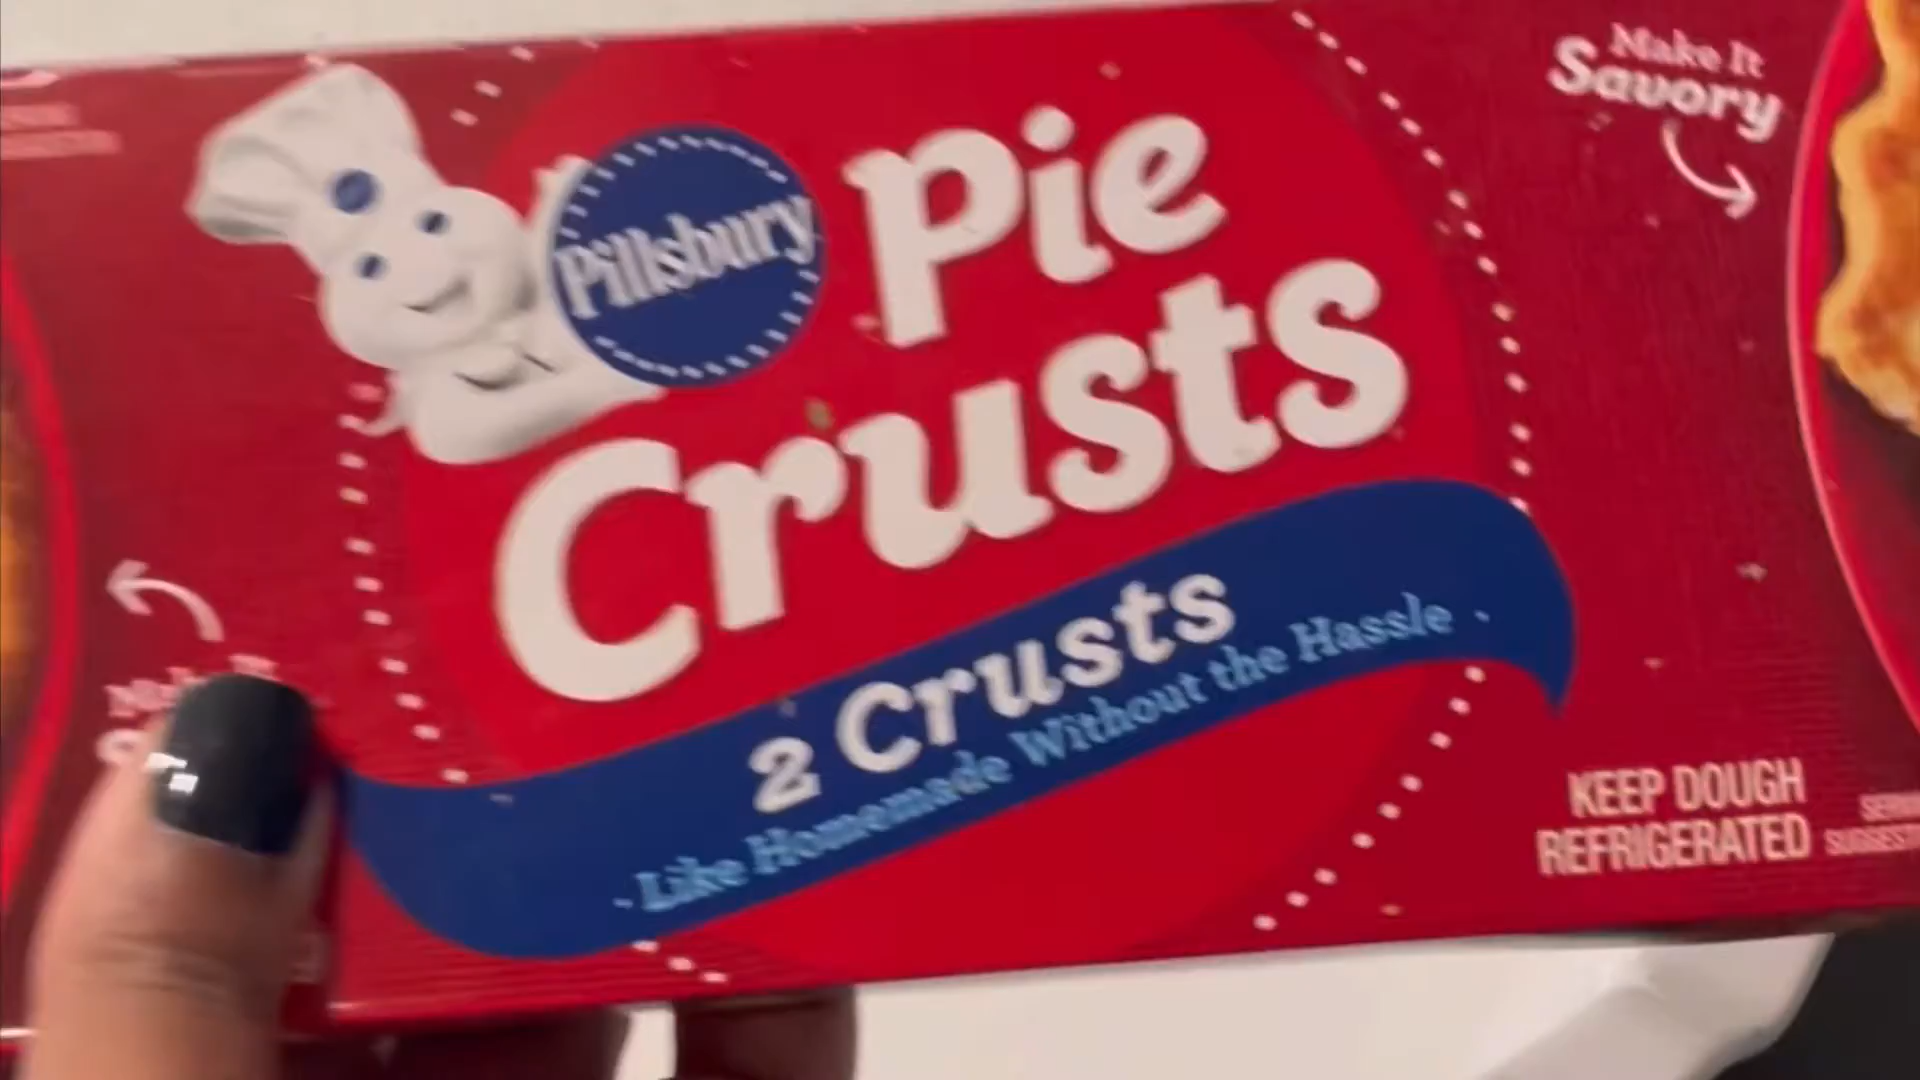 Make It
Savory
Pillsbury
Pie
Crusts
2 Crusts
Like Homemade Without the Hassle
KEEP DOUGH
REFRIGERATED